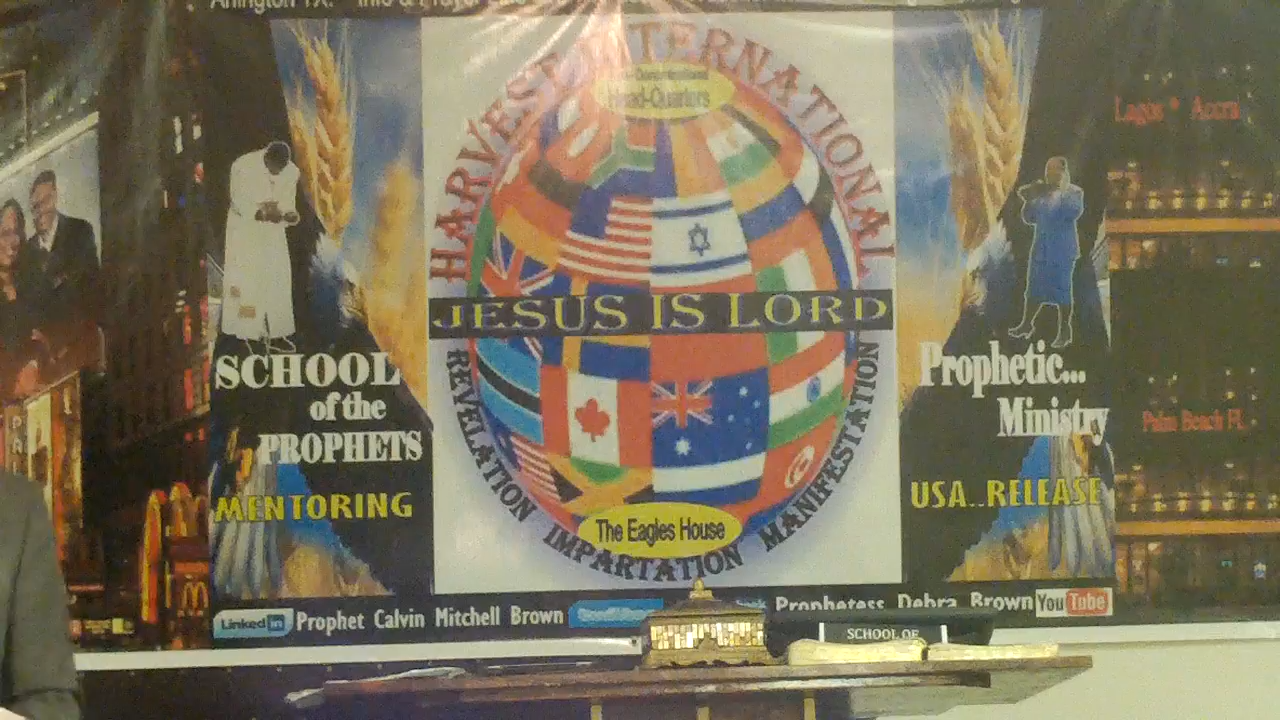 Arlington TX.
HARVEST INTERNATIONAL
Head-Quarters
Lagos * Accra
JESUS IS LORD
SCHOOL
of the
PROPHETS
MENTORING
Prophetic...
Ministry
USA..RELEASE
Palm Beach FL
REVELATION IMPARTATION MANIFESTATION
The Eagles House
Linked in Prophet Calvin Mitchell Brown
Prophetess Debra Brown YouTube
SCHOOL OF